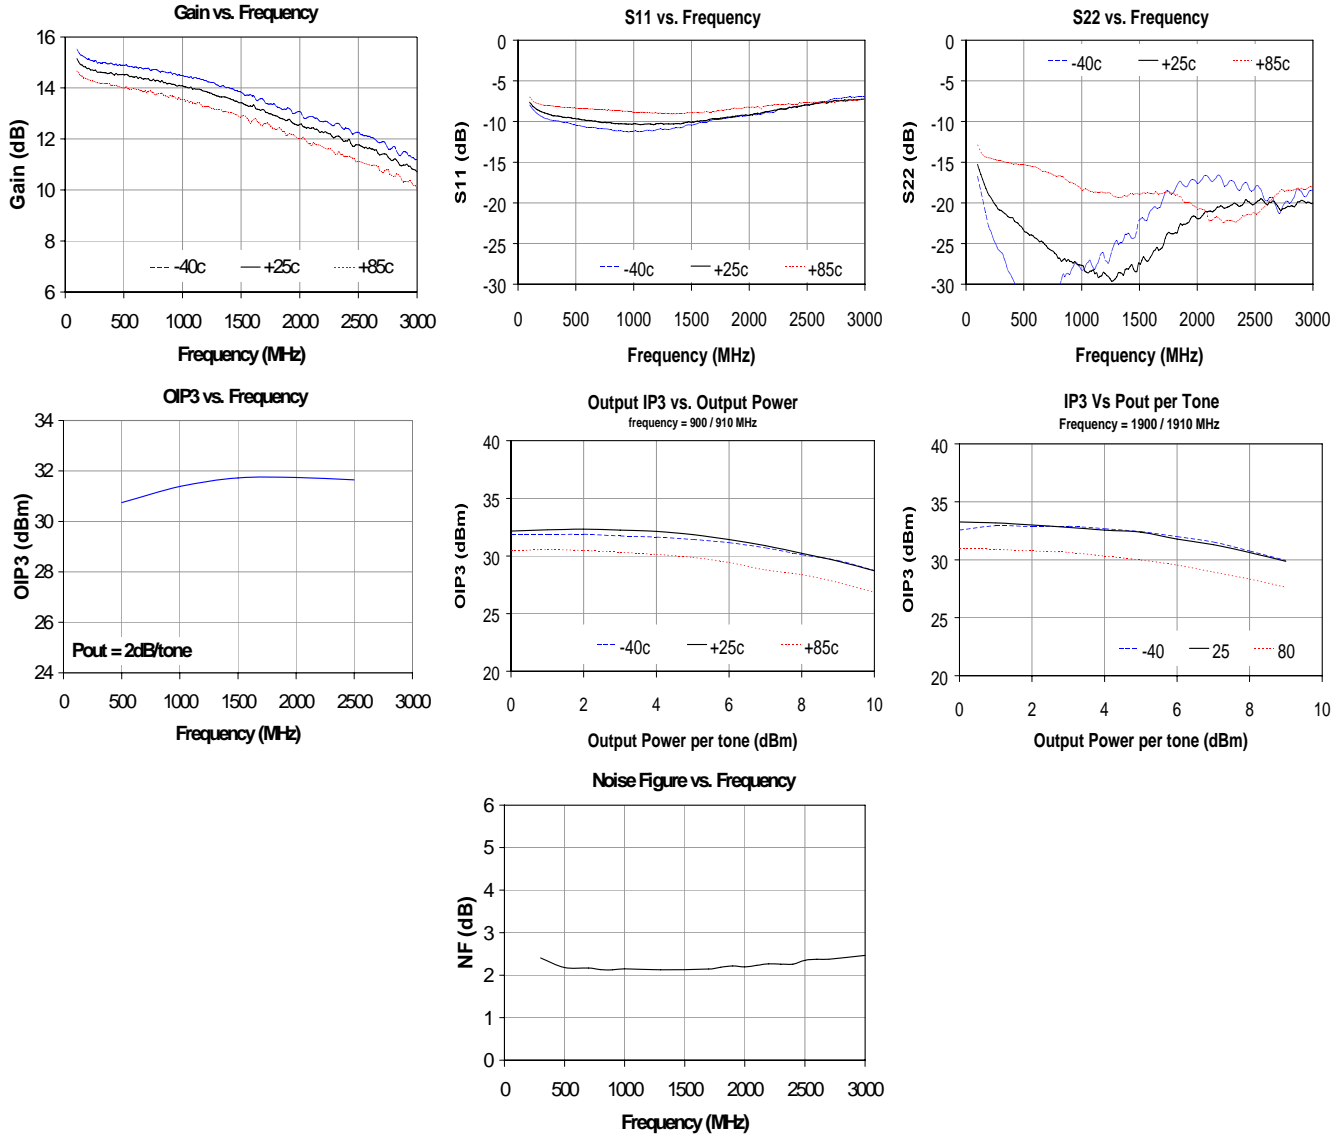 Gain vs. Frequency
16
14
12
10
8
6
Gain (dB)
-40c +25c +85c
0 500 1000 1500 2000 2500 3000
Frequency (MHz)
S11 vs. Frequency
0
-5
-10
-15
-20
-25
-30
S11 (dB)
-40c +25c +85c
0 500 1000 1500 2000 2500 3000
Frequency (MHz)
S22 vs. Frequency
0
-5
-10
-15
-20
-25
-30
S22 (dB)
-40c +25c +85c
0 500 1000 1500 2000 2500 3000
Frequency (MHz)
OIP3 vs. Frequency
34
32
30
28
26
24
OIP3 (dBm)
Pout = 2dB/tone
0 500 1000 1500 2000 2500 3000
Frequency (MHz)
Output IP3 vs. Output Power
frequency = 900 / 910 MHz
40
35
30
25
20
OIP3 (dBm)
-40c +25c +85c
0 2 4 6 8 10
Output Power per tone (dBm)
IP3 Vs Pout per Tone
Frequency = 1900 / 1910 MHz
40
35
30
25
20
OIP3 (dBm)
-40 25 80
0 2 4 6 8 10
Output Power per tone (dBm)
Noise Figure vs. Frequency
6
5
4
3
2
1
0
NF (dB)
0 500 1000 1500 2000 2500 3000
Frequency (MHz)